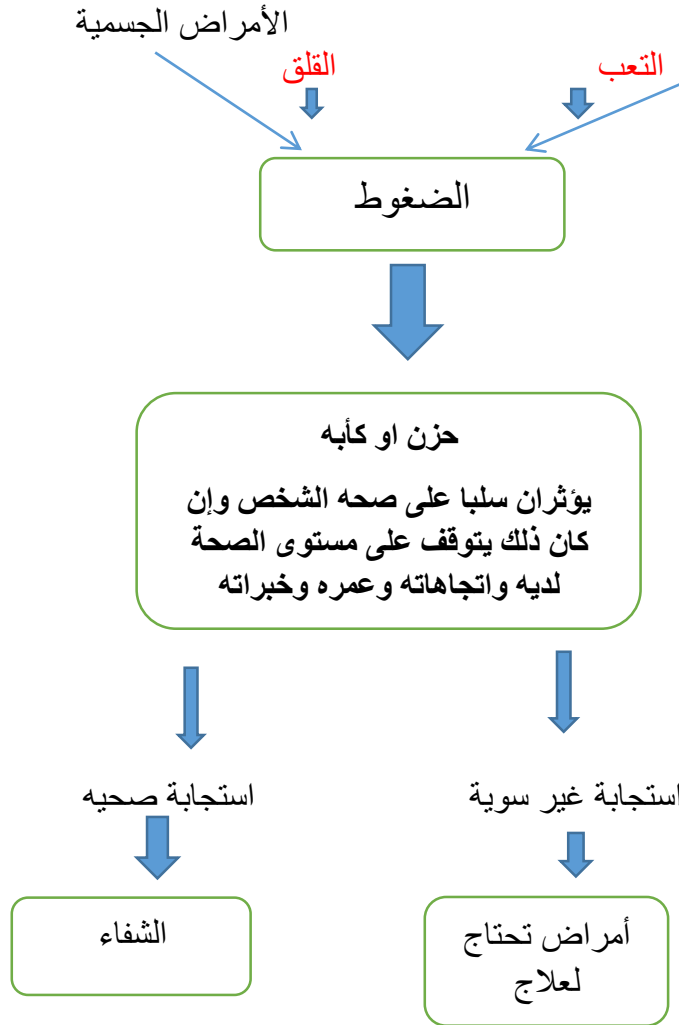 الأمراض الجسمية
التعب
القلق
الضغوط
حزن او كأبه
يؤثران سلبا على صحه الشخص وإن
كان ذلك يتوقف على مستوى الصحة
لديه واتجاهاته وعمره وخبراته
استجابة غير سوية
استجابة صحيه
أمراض تحتاج
لعلاج
الشفاء